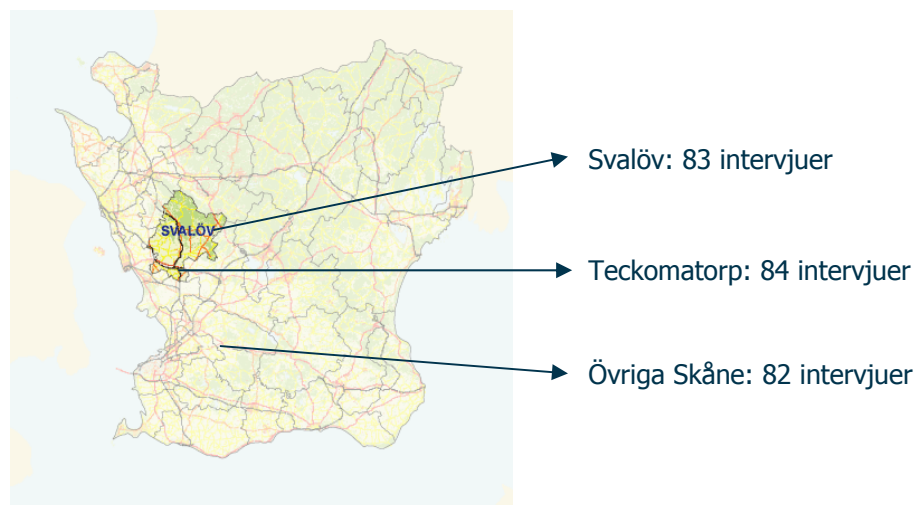 Svalöv: 83 intervjuer
SVALÖV
Teckomatorp: 84 intervjuer
Övriga Skåne: 82 intervjuer